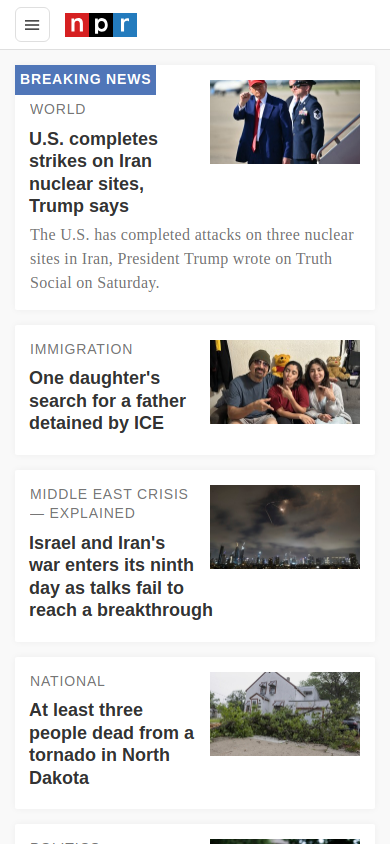 npr
BREAKING NEWS
WORLD
U.S. completes
strikes on Iran
nuclear sites,
Trump says
The U.S. has completed attacks on three nuclear
sites in Iran, President Trump wrote on Truth
Social on Saturday.
IMMIGRATION
One daughter's
search for a father
detained by ICE
MIDDLE EAST CRISIS
— EXPLAINED
Israel and Iran's
war enters its ninth
day as talks fail to
reach a breakthrough
NATIONAL
At least three
people dead from a
tornado in North
Dakota